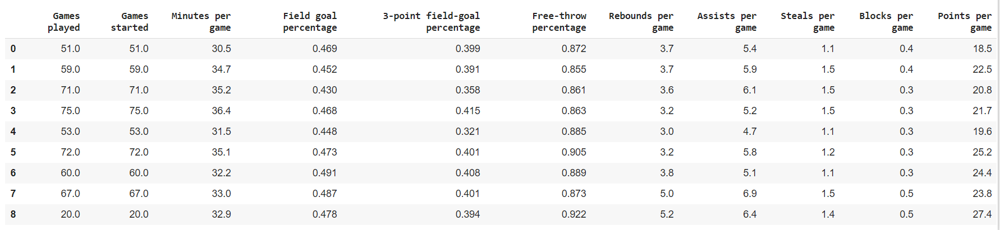 Games played Games started Minutes per game Field goal percentage 3-point field-goal percentage Free-throw percentage Rebounds per game Assists per game Steals per game Blocks per game Points per game
0 51.0 51.0 30.5 0.469 0.399 0.872 3.7 5.4 1.1 0.4 18.5
1 59.0 59.0 34.7 0.452 0.391 0.855 3.7 5.9 1.5 0.4 22.5
2 71.0 71.0 35.2 0.430 0.358 0.861 3.6 6.1 1.5 0.3 20.8
3 75.0 75.0 36.4 0.468 0.415 0.863 3.2 5.2 1.5 0.3 21.7
4 53.0 53.0 31.5 0.448 0.321 0.885 3.0 4.7 1.1 0.3 19.6
5 72.0 72.0 35.1 0.473 0.401 0.905 3.2 5.8 1.2 0.3 25.2
6 60.0 60.0 32.2 0.491 0.408 0.889 3.8 5.1 1.1 0.3 24.4
7 67.0 67.0 33.0 0.487 0.401 0.873 5.0 6.9 1.5 0.5 23.8
8 20.0 20.0 32.9 0.478 0.394 0.922 5.2 6.4 1.4 0.5 27.4